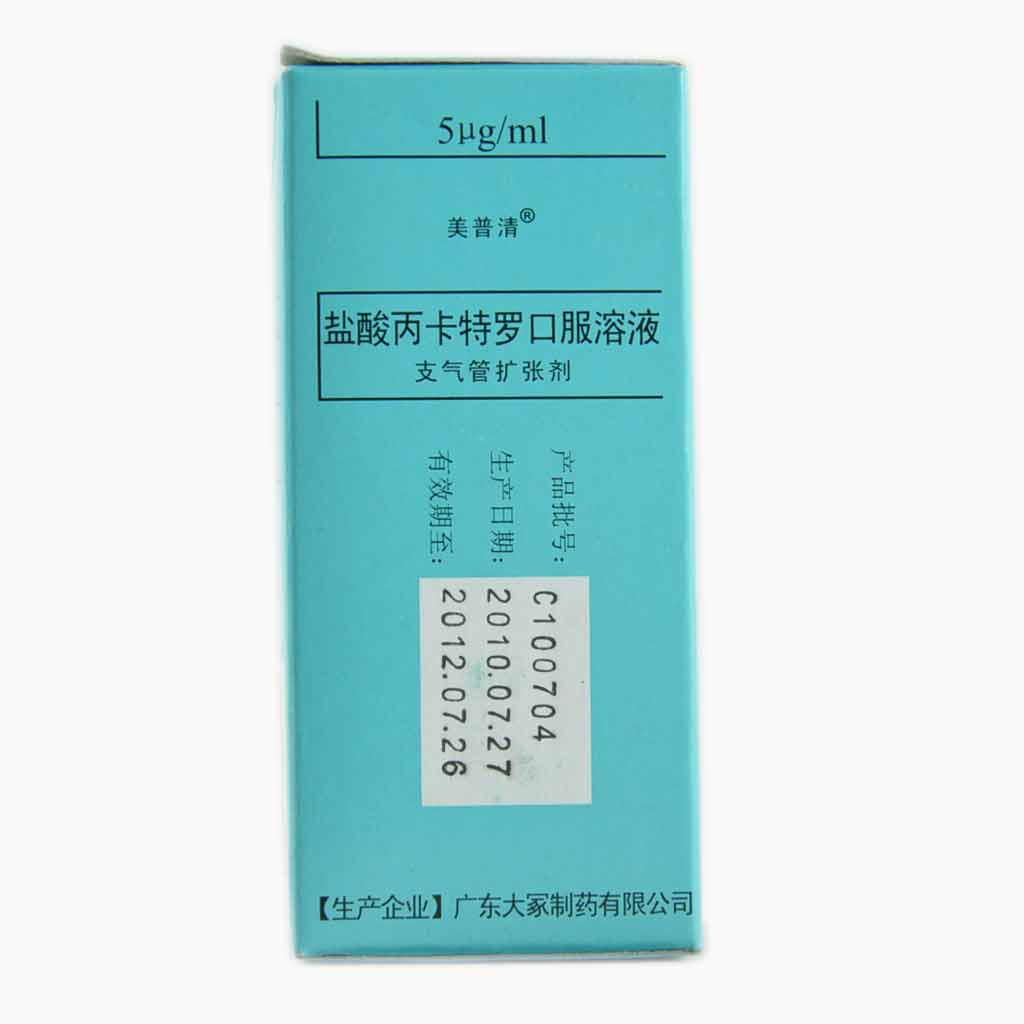 5μg/ml
美普清®
盐酸丙卡特罗口服溶液
支气管扩张剂
产品批号: C100704
生产日期: 2010.07.27
有效期至: 2012.07.26
【生产企业】广东大冢制药有限公司